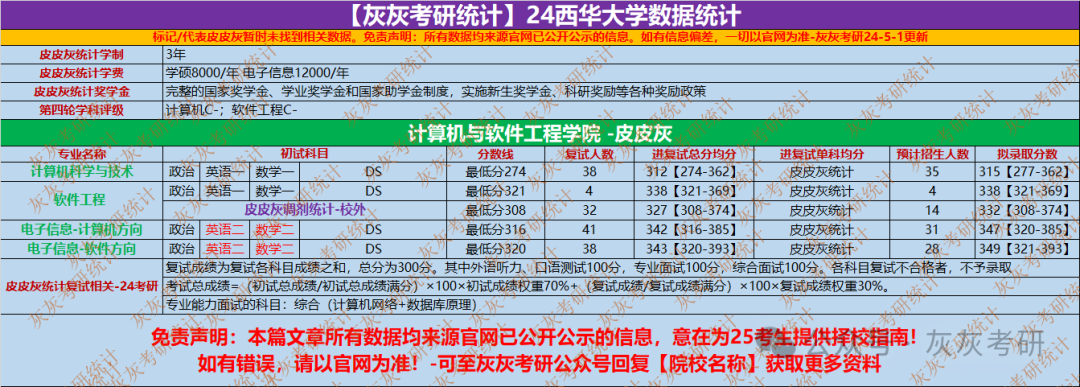 【灰灰考研统计】24西华大学数据统计
标记/代表皮皮灰暂时未找到相关数据。免责声明：所有数据均来源官网已公开公示的信息。如有信息偏差，一切以官网为准-灰灰考研24-5-1更新
皮皮灰统计学制 3年
皮皮灰统计学费 学硕8000/年 电子信息12000/年
皮皮灰统计奖学金 完整的国家奖学金、学业奖学金和国家助学金制度，实施新生奖学金、科研奖励等各种奖励政策
第四轮学科评级 计算机C-；软件工程C-
计算机与软件工程学院 -皮皮灰
专业名称 初试科目 分数线 复试人数 进复试总分均分 进复试单科均分 预计招生人数 拟录取分数
计算机科学与技术 政治 英语一 数学一 DS 最低分274 38 312【274-362】 皮皮灰统计 35 315【277-362】
软件工程 政治 英语一 数学一 DS 最低分321 4 338【321-369】 皮皮灰统计 4 338【321-369】
皮皮灰调剂统计-校外 最低分308 32 327【308-374】 皮皮灰统计 14 332【308-374】
电子信息-计算机方向 政治 英语二 数学二 DS 最低分316 41 342【316-385】 皮皮灰统计 31 347【320-385】
电子信息-软件方向 政治 英语二 数学二 DS 最低分320 38 343【320-393】 皮皮灰统计 28 349【321-393】
皮皮灰统计复试相关-24考研
复试成绩为复试各科目成绩之和，总分为300分。其中外语听力、口语测试100分，专业面试100分，综合面试100分。各科目复试不合格者，不予录取
考试总成绩=（初试总成绩/初试总成绩满分）×100×初试成绩权重70%+（复试成绩/复试成绩满分）×100×复试成绩权重30%。
专业能力面试的科目：综合（计算机网络+数据库原理）
免责声明：本篇文章所有数据均来源官网已公开公示的信息，意在为25考生提供择校指南！
如有错误，请以官网为准！-可至灰灰考研公众号回复【院校名称】获取更多资料
公众号 灰灰考研
灰灰考研统计